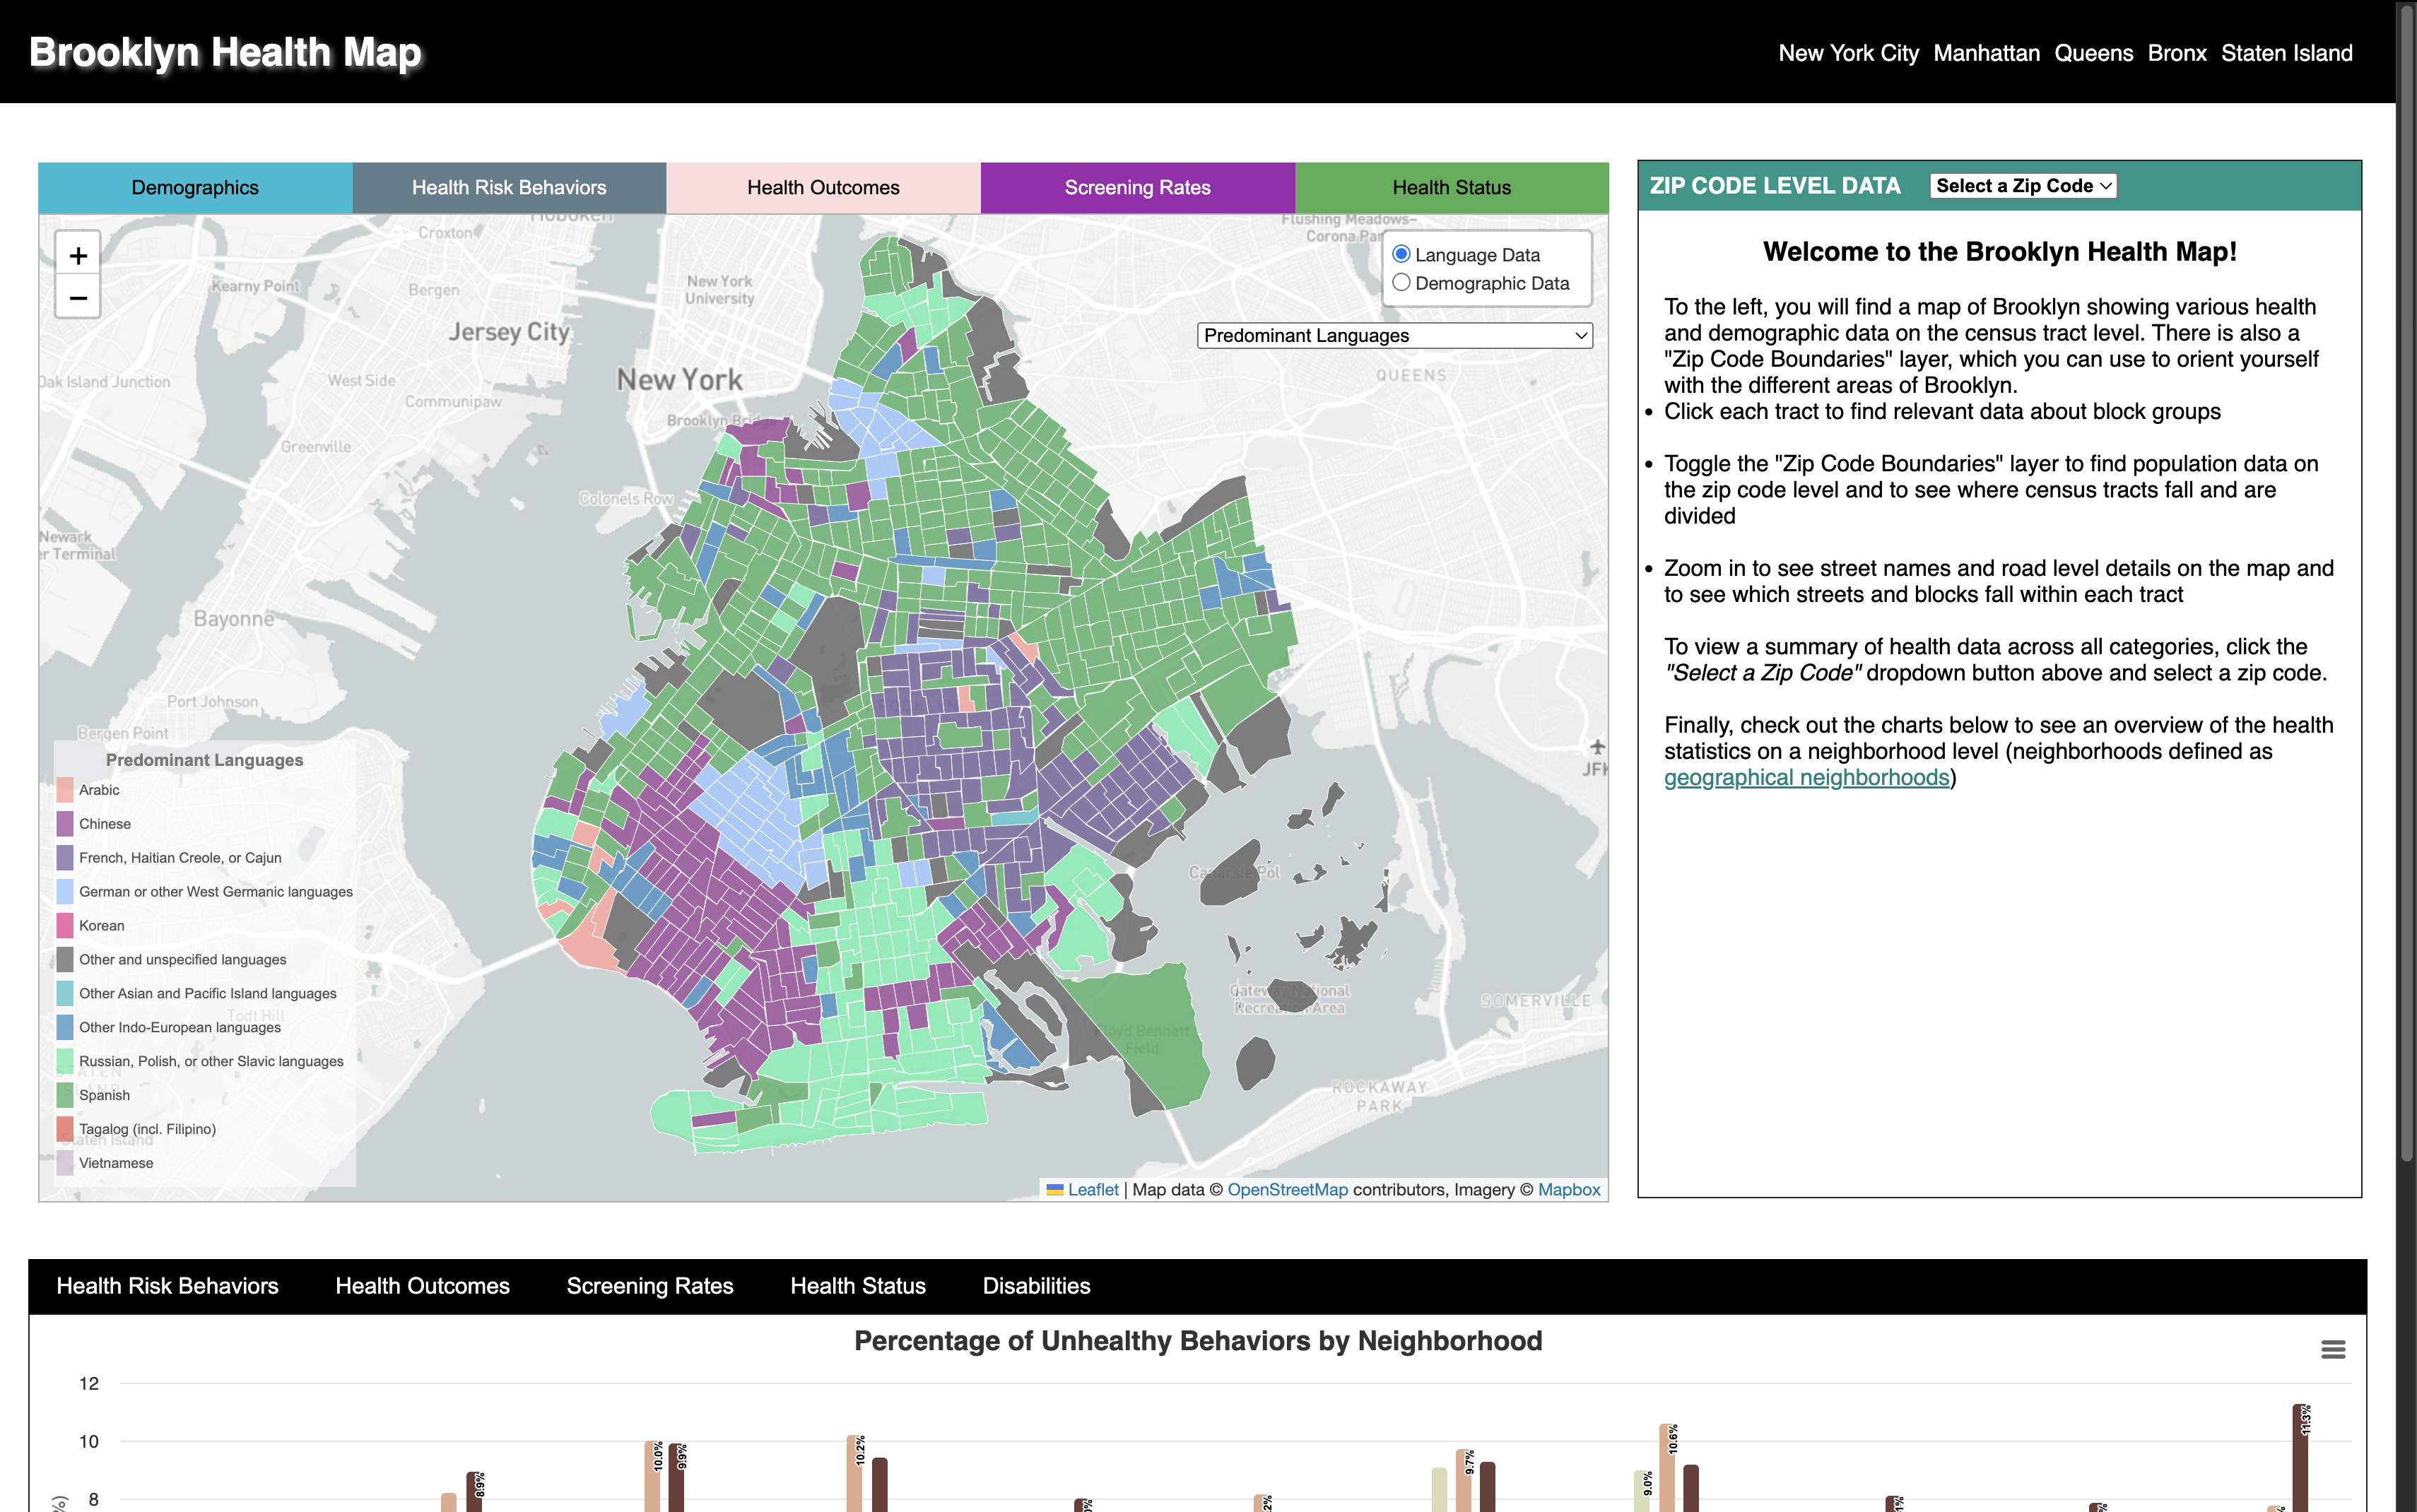 Brooklyn Health Map
New York City Manhattan Queens Bronx Staten Island
Demographics
Health Risk Behaviors
Health Outcomes
Screening Rates
Health Status
+
−
Language Data
Demographic Data
Predominant Languages
Hoboken
Croxton
Kearny Point
Bergen
New York
University
Flushing Meadows–
Jersey City
New York
West Side
Oak Island Junction
Communipaw
QUEENS
Brooklyn Bridge
Greenville
Colonels Row
Newark
er Terminal
Bayonne
Port Johnson
Bergen Point
JFK
Canarsie Pol
Gateway National
Recreation Area
SOMERVILLE
Floyd Bennett
Field
ROCKAWAY
PARK
Todt Hill
Staten Island
Predominant Languages
Arabic
Chinese
French, Haitian Creole, or Cajun
German or other West Germanic languages
Korean
Other and unspecified languages
Other Asian and Pacific Island languages
Other Indo-European languages
Russian, Polish, or other Slavic languages
Spanish
Tagalog (incl. Filipino)
Vietnamese
Leaflet | Map data © OpenStreetMap contributors, Imagery © Mapbox
ZIP CODE LEVEL DATA Select a Zip Code
Welcome to the Brooklyn Health Map!
To the left, you will find a map of Brooklyn showing various health
and demographic data on the census tract level. There is also a
"Zip Code Boundaries" layer, which you can use to orient yourself
with the different areas of Brooklyn.
• Click each tract to find relevant data about block groups
• Toggle the "Zip Code Boundaries" layer to find population data on
the zip code level and to see where census tracts fall and are
divided
• Zoom in to see street names and road level details on the map and
to see which streets and blocks fall within each tract
To view a summary of health data across all categories, click the
"Select a Zip Code" dropdown button above and select a zip code.
Finally, check out the charts below to see an overview of the health
statistics on a neighborhood level (neighborhoods defined as
geographical neighborhoods)
Health Risk Behaviors
Health Outcomes
Screening Rates
Health Status
Disabilities
Percentage of Unhealthy Behaviors by Neighborhood
12
10
8
8.9%
10.0%
9.9%
10.2%
9.7%
9.0%
10.6%
11.3%